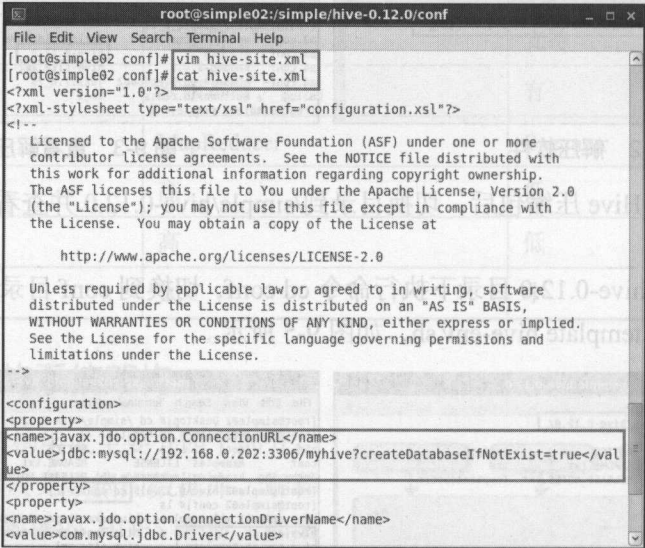 root@simple02:/simple/hive-0.12.0/conf
File Edit View Search Terminal Help
[root@simple02 conf]# vim hive-site.xml
[root@simple02 conf]# cat hive-site.xml
<?xml version="1.0"?>
<?xml-stylesheet type="text/xsl" href="configuration.xsl"?>
<!--
Licensed to the Apache Software Foundation (ASF) under one or more
contributor license agreements. See the NOTICE file distributed with
this work for additional information regarding copyright ownership.
The ASF licenses this file to You under the Apache License, Version 2.0
(the "License"); you may not use this file except in compliance with
the License. You may obtain a copy of the License at
http://www.apache.org/licenses/LICENSE-2.0
Unless required by applicable law or agreed to in writing, software
distributed under the License is distributed on an "AS IS" BASIS,
WITHOUT WARRANTIES OR CONDITIONS OF ANY KIND, either express or implied.
See the License for the specific language governing permissions and
limitations under the License.
-->
<configuration>
<property>
<name>javax.jdo.option.ConnectionURL</name>
<value>jdbc:mysql://192.168.0.202:3306/myhive?createDatabaseIfNotExist=true</val
ue>
</property>
<property>
<name>javax.jdo.option.ConnectionDriverName</name>
<value>com.mysql.jdbc.Driver</value>